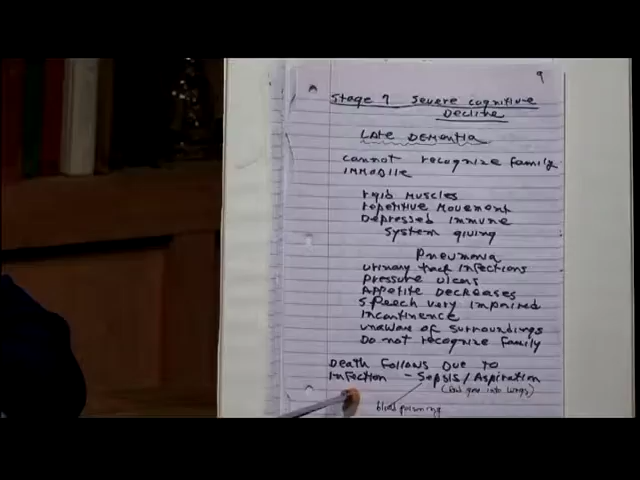 9
Stage 7 Severe cognitive
Decline
LATE DEMENTIA
cannot recognize family
immobile
rigid muscles
repetitive movement
Depressed immune
system giving
Pneumonia
urinary tract infections
pressure ulcers
Appetite Decreases
speech very impaired
incontinence
unaware of surroundings
Do not recognize family
Death follows Due to
Infection - Sepsis/Aspiration
(food goes into lungs)
blood poisoning